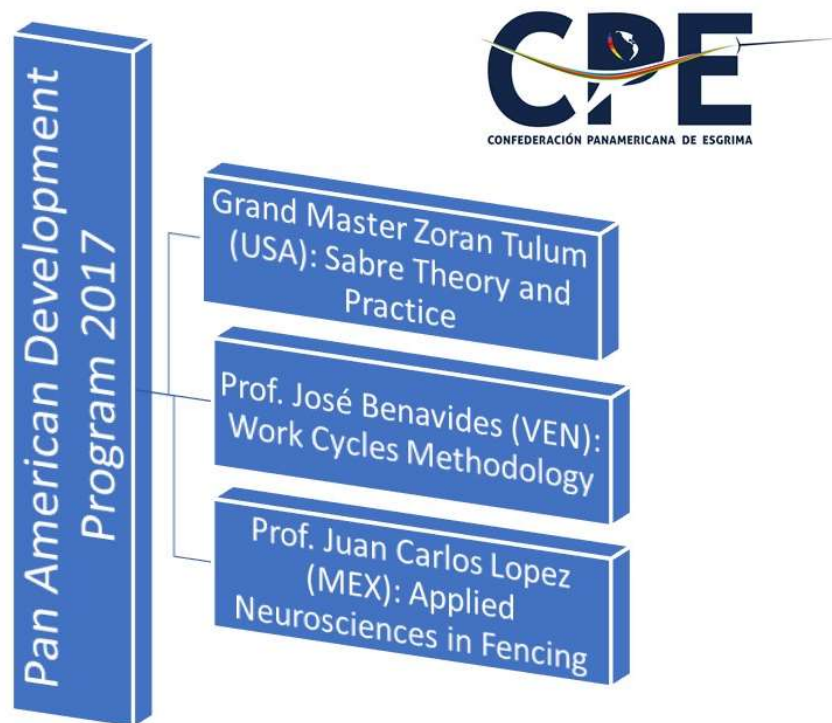 CPE
CONFEDERACIÓN PANAMERICANA DE ESGRIMA
Pan American Development
Program 2017
Grand Master Zoran Tulum
(USA): Sabre Theory and
Practice
Prof. José Benavides (VEN):
Work Cycles Methodology
Prof. Juan Carlos Lopez
(MEX): Applied
Neurosciences in Fencing